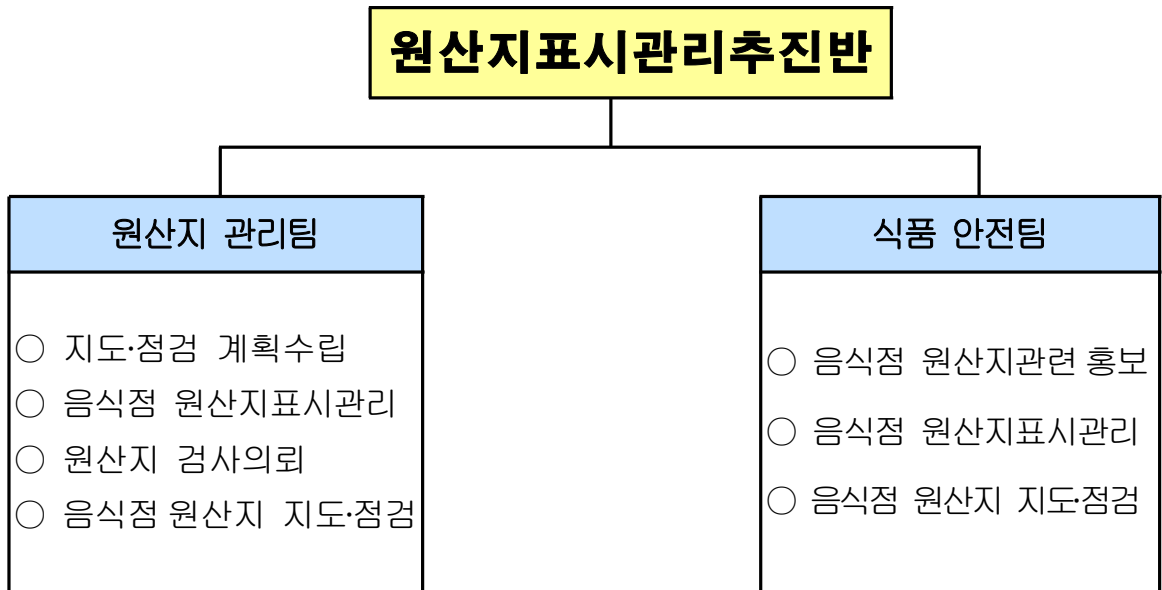 원산지표시관리추진반
원산지 관리팀
○ 지도·점검 계획수립
○ 음식점 원산지표시관리
○ 원산지 검사의뢰
○ 음식점 원산지 지도·점검
식품 안전팀
○ 음식점 원산지관련 홍보
○ 음식점 원산지표시관리
○ 음식점 원산지 지도·점검